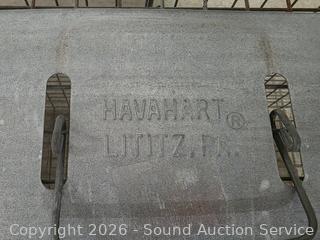 HAVAHART®
LITITZ, PA.
Copyright © 2026 - Sound Auction Service